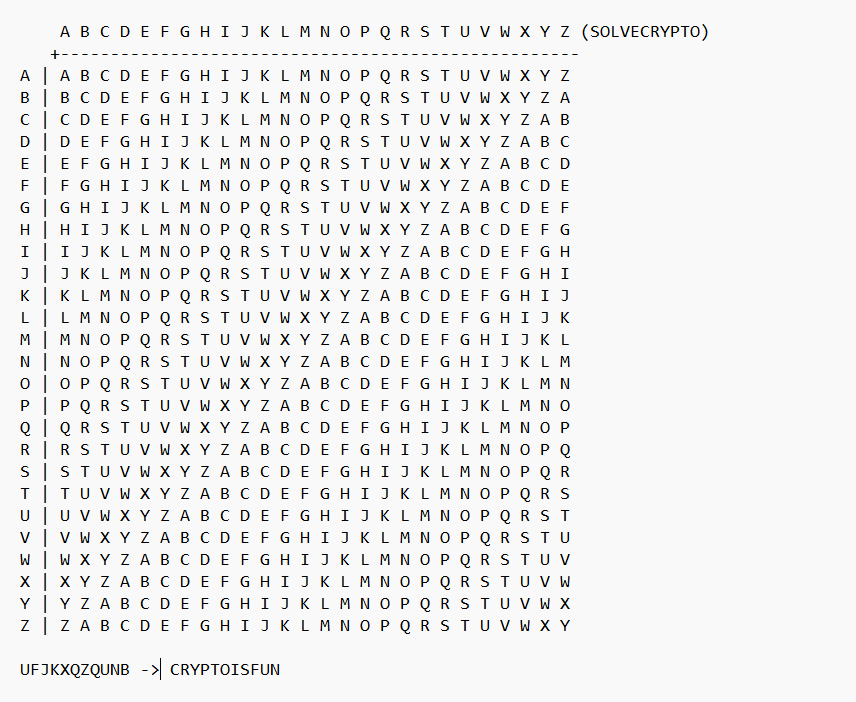 A B C D E F G H I J K L M N O P Q R S T U V W X Y Z (SOLVECRYPTO)
+----------------------------------------------------
A | A B C D E F G H I J K L M N O P Q R S T U V W X Y Z
B | B C D E F G H I J K L M N O P Q R S T U V W X Y Z A
C | C D E F G H I J K L M N O P Q R S T U V W X Y Z A B
D | D E F G H I J K L M N O P Q R S T U V W X Y Z A B C
E | E F G H I J K L M N O P Q R S T U V W X Y Z A B C D
F | F G H I J K L M N O P Q R S T U V W X Y Z A B C D E
G | G H I J K L M N O P Q R S T U V W X Y Z A B C D E F
H | H I J K L M N O P Q R S T U V W X Y Z A B C D E F G
I | I J K L M N O P Q R S T U V W X Y Z A B C D E F G H
J | J K L M N O P Q R S T U V W X Y Z A B C D E F G H I
K | K L M N O P Q R S T U V W X Y Z A B C D E F G H I J
L | L M N O P Q R S T U V W X Y Z A B C D E F G H I J K
M | M N O P Q R S T U V W X Y Z A B C D E F G H I J K L
N | N O P Q R S T U V W X Y Z A B C D E F G H I J K L M
O | O P Q R S T U V W X Y Z A B C D E F G H I J K L M N
P | P Q R S T U V W X Y Z A B C D E F G H I J K L M N O
Q | Q R S T U V W X Y Z A B C D E F G H I J K L M N O P
R | R S T U V W X Y Z A B C D E F G H I J K L M N O P Q
S | S T U V W X Y Z A B C D E F G H I J K L M N O P Q R
T | T U V W X Y Z A B C D E F G H I J K L M N O P Q R S
U | U V W X Y Z A B C D E F G H I J K L M N O P Q R S T
V | V W X Y Z A B C D E F G H I J K L M N O P Q R S T U
W | W X Y Z A B C D E F G H I J K L M N O P Q R S T U V
X | X Y Z A B C D E F G H I J K L M N O P Q R S T U V W
Y | Y Z A B C D E F G H I J K L M N O P Q R S T U V W X
Z | Z A B C D E F G H I J K L M N O P Q R S T U V W X Y
UFJKXQZQUNB -> CRYPTOISFUN